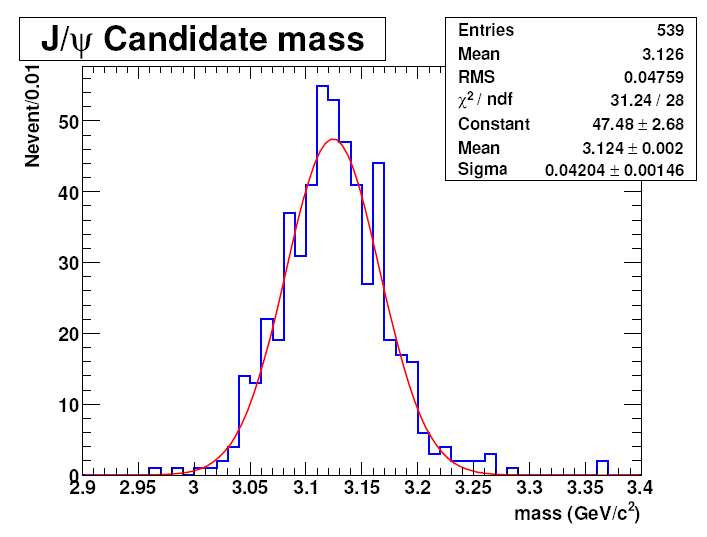 J/ψ Candidate mass
Entries 539
Mean 3.126
RMS 0.04759
χ² / ndf 31.24 / 28
Constant 47.48 ± 2.68
Mean 3.124 ± 0.002
Sigma 0.04204 ± 0.00146
Nevent/0.01
50
40
30
20
10
0
2.9 2.95 3 3.05 3.1 3.15 3.2 3.25 3.3 3.35 3.4
mass (GeV/c²)